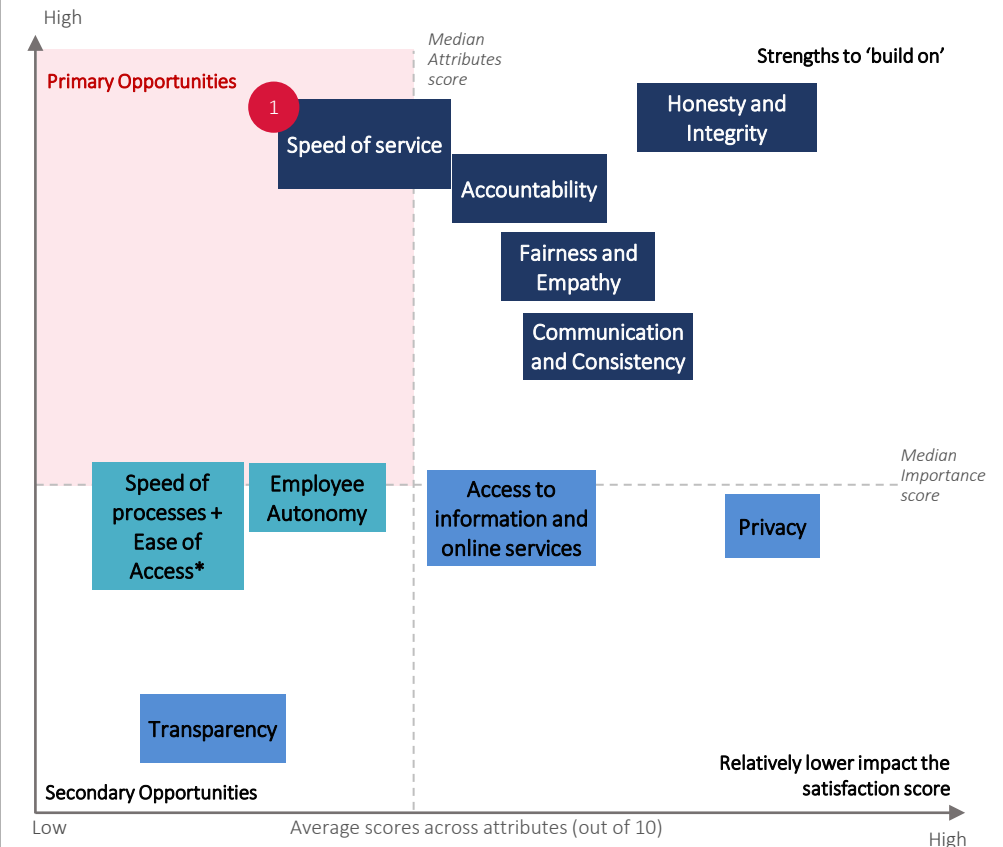 High
Median
Attributes
score
Strengths to ‘build on’
Primary Opportunities
1
Speed of service
Honesty and
Integrity
Accountability
Fairness and
Empathy
Communication
and Consistency
Median
Importance
score
Speed of
processes +
Ease of
Access*
Employee
Autonomy
Access to
information and
online services
Privacy
Transparency
Relatively lower impact the
satisfaction score
Secondary Opportunities
Low
Average scores across attributes (out of 10)
High